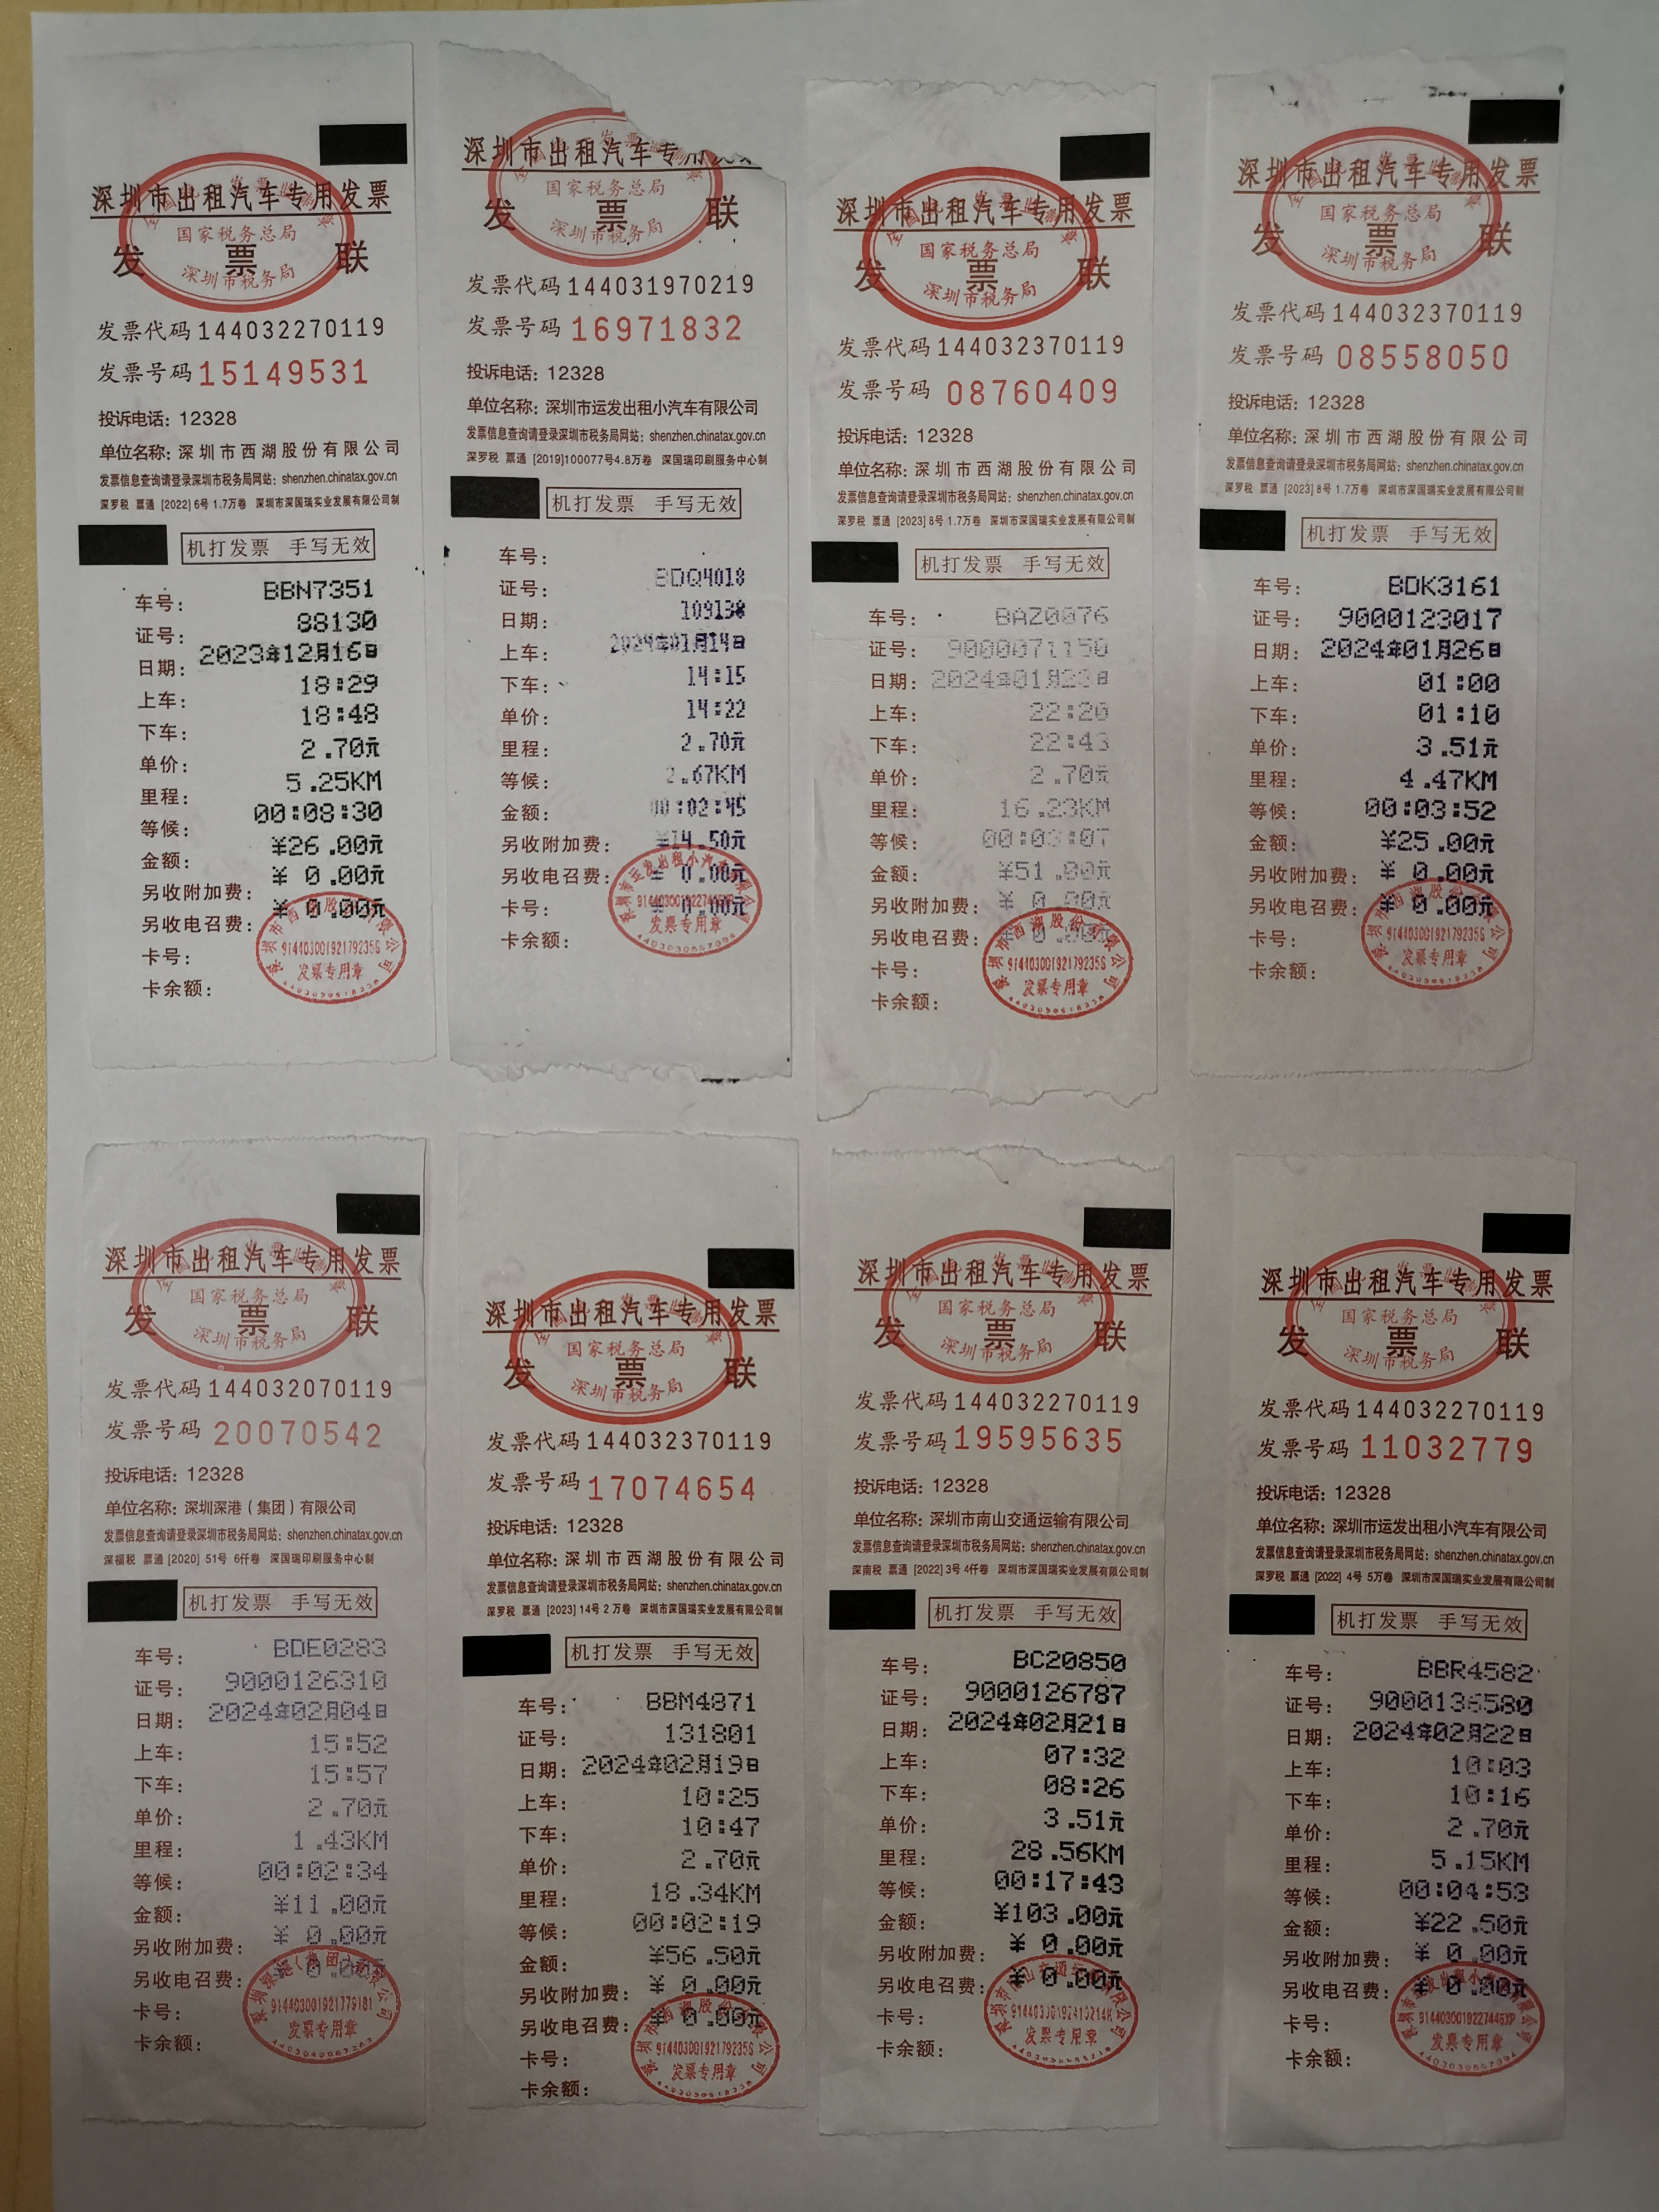 深圳市出租汽车专用发票
国家税务总局
发 票 联
深圳市税务局
发票代码 144032270119
发票号码 15149531
投诉电话：12328
单位名称：深圳市西湖股份有限公司
发票信息查询请登录深圳市税务局网站：shenzhen.chinatax.gov.cn
深罗税 票通 [2022] 6号 1.7万卷 深圳市深国瑞实业发展有限公司制
机打发票 手写无效
车号： BBN7351
证号： 88130
日期： 2023年12月16日
上车： 18:29
下车： 18:48
单价： 2.70元
里程： 5.25KM
等候： 00:08:30
金额： ¥26.00元
另收附加费： ¥ 0.00元
另收电召费： ¥ 0.00元
卡号：
卡余额：
91440300192179235S
发票专用章
深圳市出租汽车专用
国家税务总局
发 票 联
深圳市税务局
发票代码 144031970219
发票号码 16971832
投诉电话：12328
单位名称：深圳市运发出租小汽车有限公司
发票信息查询请登录深圳市税务局网站：shenzhen.chinatax.gov.cn
深罗税 票通 [2019]100077号4.8万卷 深国瑞印刷服务中心制
机打发票 手写无效
车号： BDQ4018
证号： 109138
日期： 2024年01月14日
上车： 14:15
下车： 14:22
单价： 2.70元
里程： 2.67KM
等候： 00:02:45
金额： ¥14.50元
另收附加费： ¥ 0.00元
另收电召费： ¥ 0.00元
卡号：
卡余额：
发票专用章
深圳市出租汽车专用发票
国家税务总局
发 票 联
深圳市税务局
发票代码 144032370119
发票号码 08760409
投诉电话：12328
单位名称：深圳市西湖股份有限公司
发票信息查询请登录深圳市税务局网站：shenzhen.chinatax.gov.cn
深罗税 票通 [2023] 8号 1.7万卷 深圳市深国瑞实业发展有限公司制
机打发票 手写无效
车号： BAZ0076
证号： 9000071150
日期： 2024年01月23日
上车： 22:20
下车： 22:43
单价： 2.70元
里程： 16.23KM
等候： 00:03:07
金额： ¥51.00元
另收附加费： ¥ 0.00元
另收电召费： ¥ 0.00元
卡号：
卡余额：
91440300192179235S
发票专用章
深圳市出租汽车专用发票
国家税务总局
发 票 联
深圳市税务局
发票代码 144032370119
发票号码 08558050
投诉电话：12328
单位名称：深圳市西湖股份有限公司
发票信息查询请登录深圳市税务局网站：shenzhen.chinatax.gov.cn
深罗税 票通 [2023] 8号 1.7万卷 深圳市深国瑞实业发展有限公司制
机打发票 手写无效
车号： BDK3161
证号： 9000123017
日期： 2024年01月26日
上车： 01:00
下车： 01:10
单价： 3.51元
里程： 4.47KM
等候： 00:03:52
金额： ¥25.00元
另收附加费： ¥ 0.00元
另收电召费： ¥ 0.00元
卡号：
卡余额：
91440300192179235S
发票专用章
深圳市出租汽车专用发票
国家税务总局
发 票 联
深圳市税务局
发票代码 144032070119
发票号码 20070542
投诉电话：12328
单位名称：深圳深港（集团）有限公司
发票信息查询请登录深圳市税务局网站：shenzhen.chinatax.gov.cn
深福税 票通 [2020] 51号 6仟卷 深国瑞印刷服务中心制
机打发票 手写无效
车号： BDE0283
证号： 9000126310
日期： 2024年02月04日
上车： 15:52
下车： 15:57
单价： 2.70元
里程： 1.43KM
等候： 00:02:34
金额： ¥11.00元
另收附加费： ¥ 0.00元
另收电召费： ¥ 0.00元
卡号：
卡余额：
914403001921779181
发票专用章
深圳市出租汽车专用发票
国家税务总局
发 票 联
深圳市税务局
发票代码 144032370119
发票号码 17074654
投诉电话：12328
单位名称：深圳市西湖股份有限公司
发票信息查询请登录深圳市税务局网站：shenzhen.chinatax.gov.cn
深罗税 票通 [2023] 14号 2 万卷 深圳市深国瑞实业发展有限公司制
机打发票 手写无效
车号： BBM4871
证号： 131801
日期： 2024年02月19日
上车： 10:25
下车： 10:47
单价： 2.70元
里程： 18.34KM
等候： 00:02:19
金额： ¥56.50元
另收附加费： ¥ 0.00元
另收电召费： ¥ 0.00元
卡号：
卡余额：
91440300192179235S
发票专用章
深圳市出租汽车专用发票
国家税务总局
发 票 联
深圳市税务局
发票代码 144032270119
发票号码 19595635
投诉电话：12328
单位名称：深圳市南山交通运输有限公司
发票信息查询请登录深圳市税务局网站：shenzhen.chinatax.gov.cn
深南税 票通 [2022] 3号 4仟卷 深圳市深国瑞实业发展有限公司制
机打发票 手写无效
车号： BC20850
证号： 9000126787
日期： 2024年02月21日
上车： 07:32
下车： 08:26
单价： 3.51元
里程： 28.56KM
等候： 00:17:43
金额： ¥103.00元
另收附加费： ¥ 0.00元
另收电召费： ¥ 0.00元
卡号：
卡余额：
发票专用章
深圳市出租汽车专用发票
国家税务总局
发 票 联
深圳市税务局
发票代码 144032270119
发票号码 11032779
投诉电话：12328
单位名称：深圳市运发出租小汽车有限公司
发票信息查询请登录深圳市税务局网站：shenzhen.chinatax.gov.cn
深罗税 票通 [2022] 4号 5万卷 深圳市深国瑞实业发展有限公司制
机打发票 手写无效
车号： BBR4582
证号： 9000136580
日期： 2024年02月22日
上车： 10:03
下车： 10:16
单价： 2.70元
里程： 5.15KM
等候： 00:04:53
金额： ¥22.50元
另收附加费： ¥ 0.00元
另收电召费： ¥ 0.00元
卡号：
卡余额：
9144030019227446XP
发票专用章